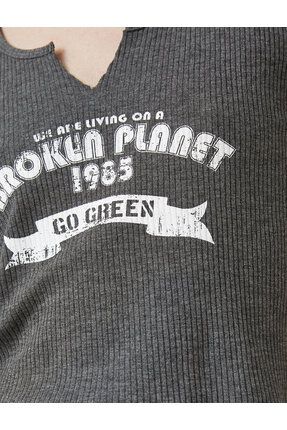 WE ARE LIVING ON A
BROKEN PLANET
1985
GO GREEN